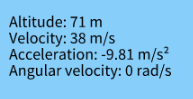 Altitude: 71 m
Velocity: 38 m/s
Acceleration: -9.81 m/s²
Angular velocity: 0 rad/s